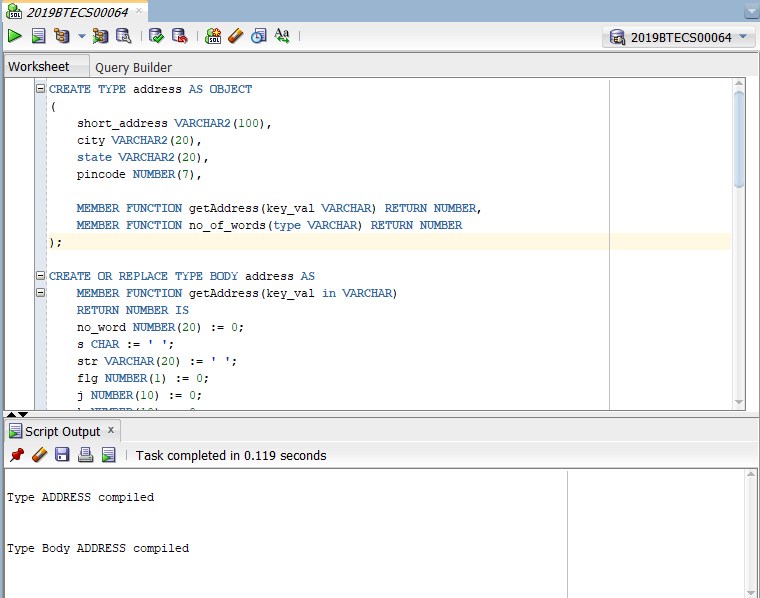 2019BTECS00064
2019BTECS00064
Worksheet Query Builder
CREATE TYPE address AS OBJECT
(
short_address VARCHAR2(100),
city VARCHAR2(20),
state VARCHAR2(20),
pincode NUMBER(7),
MEMBER FUNCTION getAddress(key_val VARCHAR) RETURN NUMBER,
MEMBER FUNCTION no_of_words(type VARCHAR) RETURN NUMBER
);
CREATE OR REPLACE TYPE BODY address AS
MEMBER FUNCTION getAddress(key_val in VARCHAR)
RETURN NUMBER IS
no_word NUMBER(20) := 0;
s CHAR := ' ';
str VARCHAR(20) := ' ';
flg NUMBER(1) := 0;
j NUMBER(10) := 0;
Script Output x
Task completed in 0.119 seconds
Type ADDRESS compiled
Type Body ADDRESS compiled